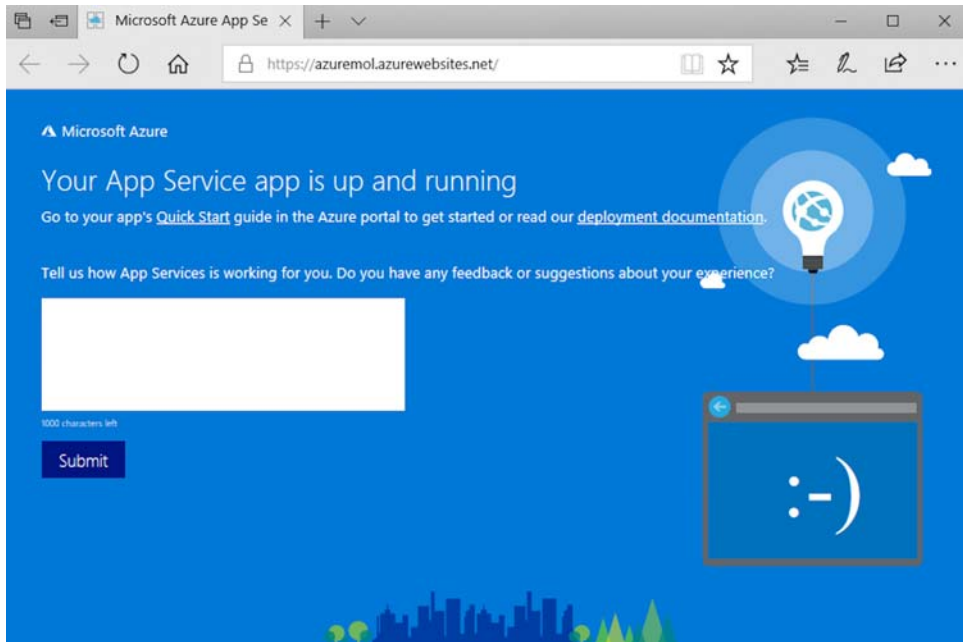 Microsoft Azure App Se
https://azuremol.azurewebsites.net/
Microsoft Azure
Your App Service app is up and running
Go to your app's Quick Start guide in the Azure portal to get started or read our deployment documentation.
Tell us how App Services is working for you. Do you have any feedback or suggestions about your experience?
1000 characters left
Submit
:-)